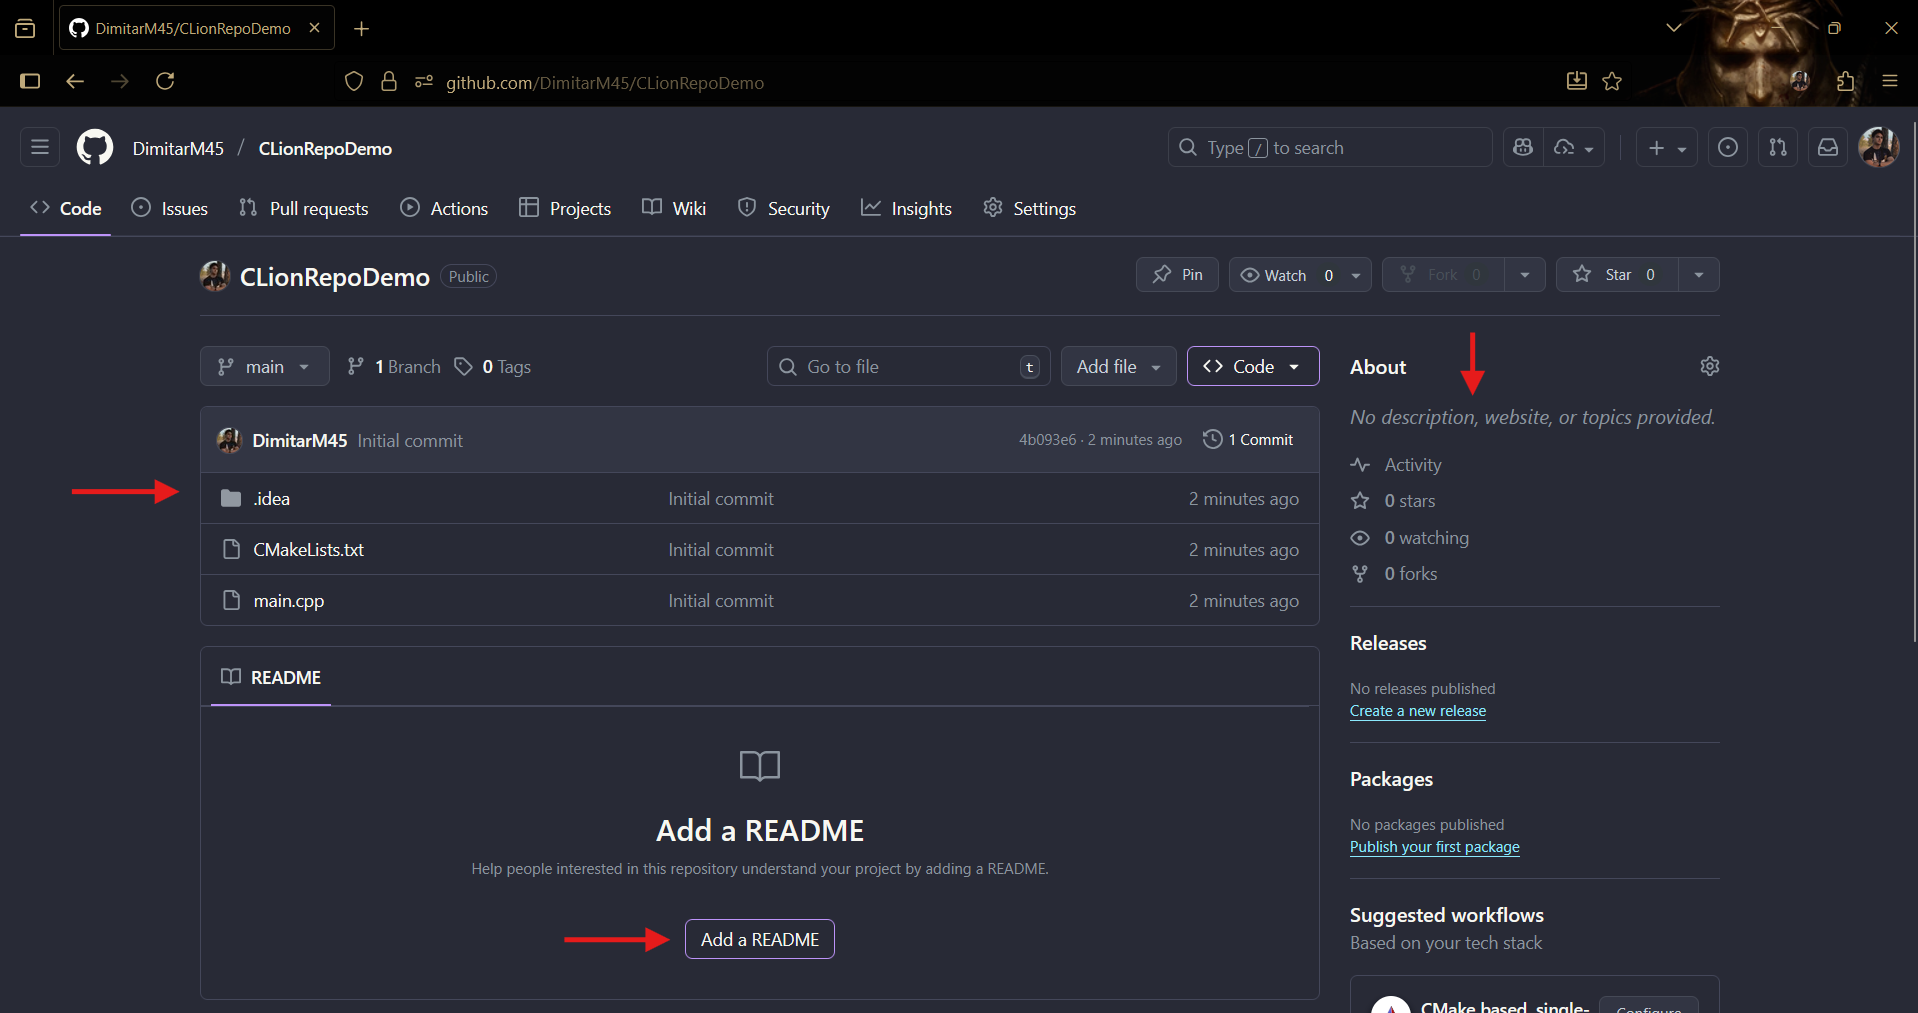 DimitarM45/CLionRepoDemo
github.com/DimitarM45/CLionRepoDemo
DimitarM45 / CLionRepoDemo
Type / to search
Code Issues Pull requests Actions Projects Wiki Security Insights Settings
CLionRepoDemo Public
Pin Watch 0 Fork 0 Star 0
main 1 Branch 0 Tags Go to file t Add file Code
DimitarM45 Initial commit 4b093e6 · 2 minutes ago 1 Commit
.idea Initial commit 2 minutes ago
CMakeLists.txt Initial commit 2 minutes ago
main.cpp Initial commit 2 minutes ago
README
Add a README
Help people interested in this repository understand your project by adding a README.
Add a README
About
No description, website, or topics provided.
Activity
0 stars
0 watching
0 forks
Releases
No releases published
Create a new release
Packages
No packages published
Publish your first package
Suggested workflows
Based on your tech stack
CMake based, single-
Configure